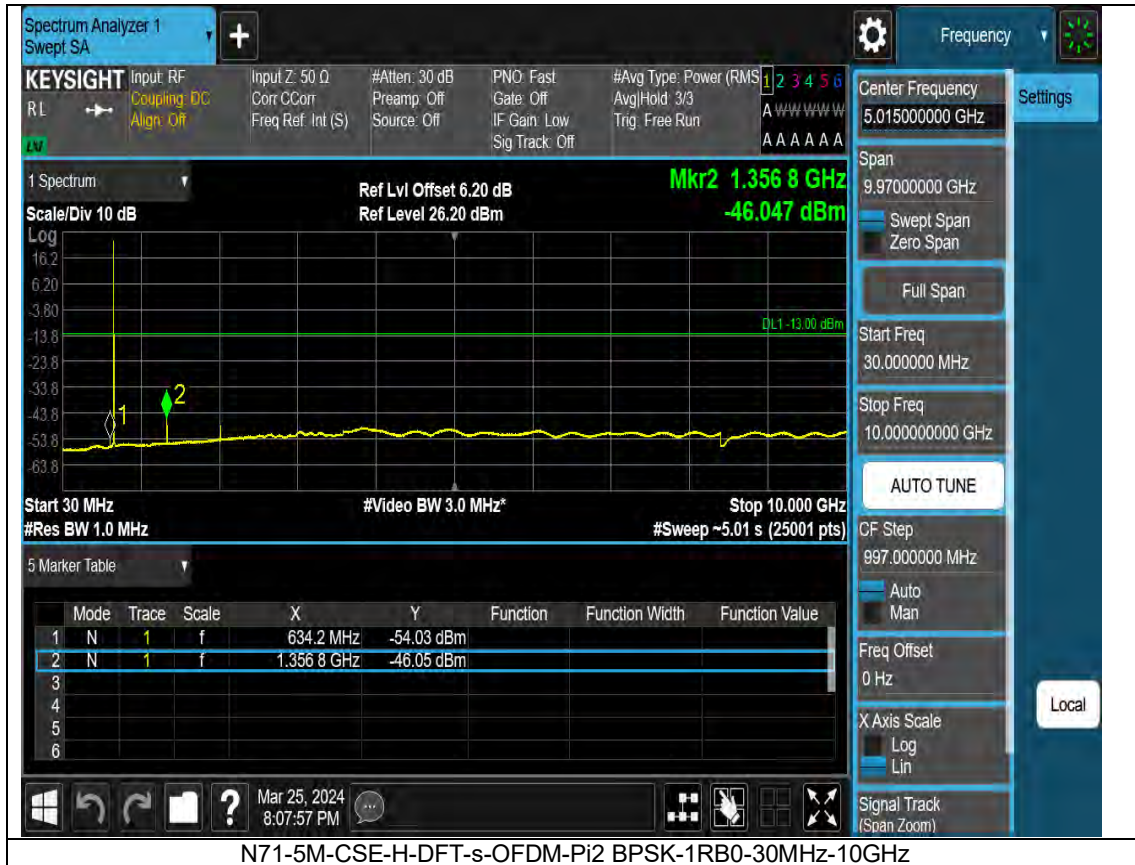 Spectrum Analyzer 1
Swept SA
+
Frequency
KEYSIGHT
RL
LXI
Input: RF
Coupling: DC
Align: Off
Input Z: 50 Ω
Corr CCorr
Freq Ref: Int (S)
#Atten: 30 dB
Preamp: Off
Source: Off
PNO: Fast
Gate: Off
IF Gain: Low
Sig Track: Off
#Avg Type: Power (RMS
Avg|Hold: 3/3
Trig: Free Run
1 2 3 4 5 6
A W W W W W
A A A A A A
Center Frequency
5.015000000 GHz
Settings
Span
9.97000000 GHz
Swept Span
Zero Span
Full Span
Start Freq
30.000000 MHz
Stop Freq
10.000000000 GHz
AUTO TUNE
CF Step
997.000000 MHz
Auto
Man
Freq Offset
0 Hz
X Axis Scale
Log
Lin
Signal Track
(Span Zoom)
Local
1 Spectrum
Scale/Div 10 dB
Ref Lvl Offset 6.20 dB
Ref Level 26.20 dBm
Mkr2 1.356 8 GHz
-46.047 dBm
Log
16.2
6.20
-3.80
-13.8
-23.8
-33.8
-43.8
-53.8
-63.8
DL1 -13.00 dBm
1
2
Start 30 MHz
#Res BW 1.0 MHz
#Video BW 3.0 MHz*
Stop 10.000 GHz
#Sweep ~5.01 s (25001 pts)
5 Marker Table
Mode Trace Scale X Y Function Function Width Function Value
1 N 1 f 634.2 MHz -54.03 dBm
2 N 1 f 1.356 8 GHz -46.05 dBm
3
4
5
6
?
Mar 25, 2024
8:07:57 PM
N71-5M-CSE-H-DFT-s-OFDM-Pi2 BPSK-1RB0-30MHz-10GHz